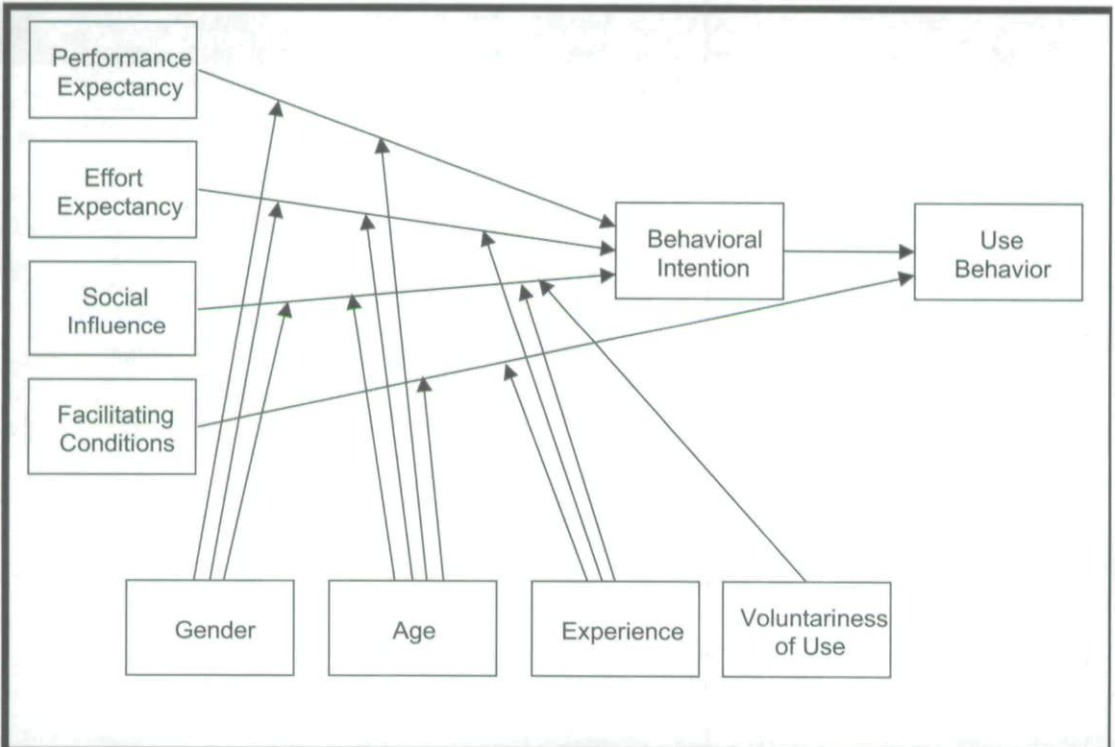 Performance
Expectancy
Effort
Expectancy
Social
Influence
Facilitating
Conditions
Behavioral
Intention
Use
Behavior
Gender
Age
Experience
Voluntariness
of Use